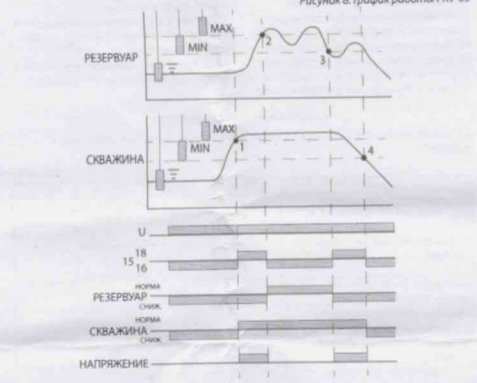 Рисунок 8. График работы
MAX
MIN
РЕЗЕРВУАР
2
3
MAX
MIN
СКВАЖИНА
1
4
U
15 18 16
НОРМА
РЕЗЕРВУАР
СНИЖ.
НОРМА
СКВАЖИНА
СНИЖ.
НАПРЯЖЕНИЕ